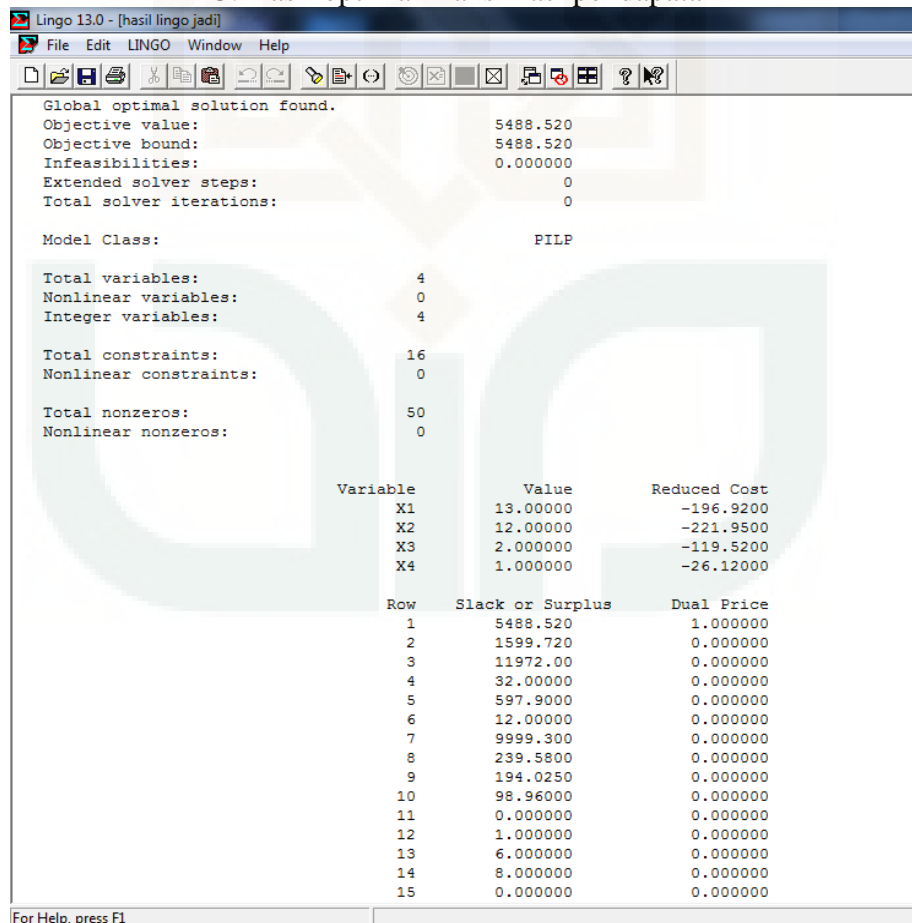 Lingo 13.0 - [hasil lingo jadi]
File Edit LINGO Window Help
Global optimal solution found.
Objective value: 5488.520
Objective bound: 5488.520
Infeasibilities: 0.000000
Extended solver steps: 0
Total solver iterations: 0
Model Class: PILP
Total variables: 4
Nonlinear variables: 0
Integer variables: 4
Total constraints: 16
Nonlinear constraints: 0
Total nonzeros: 50
Nonlinear nonzeros: 0
Variable Value Reduced Cost
X1 13.00000 -196.9200
X2 12.00000 -221.9500
X3 2.000000 -119.5200
X4 1.000000 -26.12000
Row Slack or Surplus Dual Price
1 5488.520 1.000000
2 1599.720 0.000000
3 11972.00 0.000000
4 32.00000 0.000000
5 597.9000 0.000000
6 12.00000 0.000000
7 9999.300 0.000000
8 239.5800 0.000000
9 194.0250 0.000000
10 98.96000 0.000000
11 0.000000 0.000000
12 1.000000 0.000000
13 6.000000 0.000000
14 8.000000 0.000000
15 0.000000 0.000000
For Help, press F1